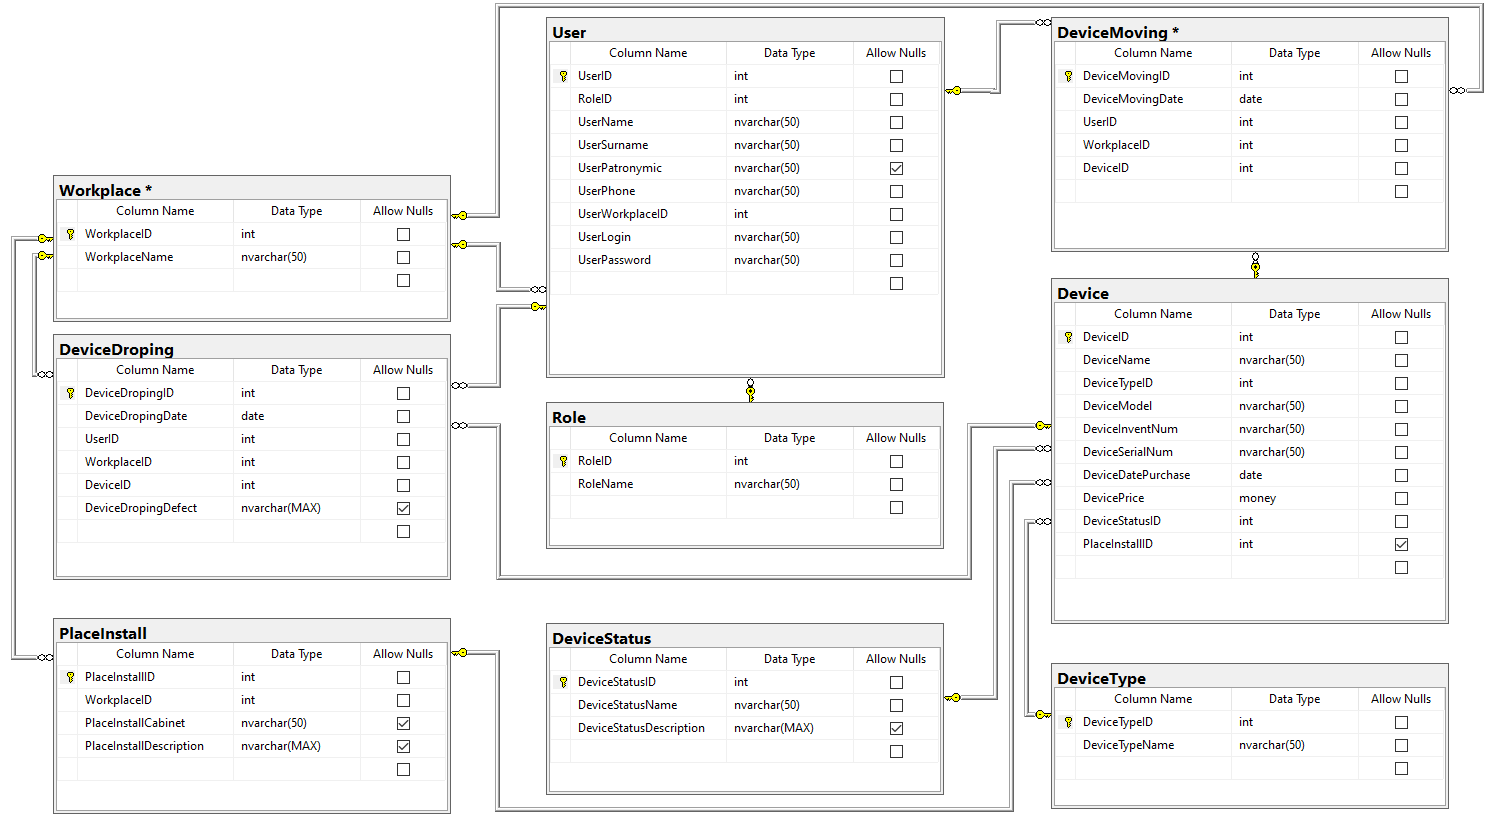 User
Column Name Data Type Allow Nulls
UserID int
RoleID int
UserName nvarchar(50)
UserSurname nvarchar(50)
UserPatronymic nvarchar(50)
UserPhone nvarchar(50)
UserWorkplaceID int
UserLogin nvarchar(50)
UserPassword nvarchar(50)
DeviceMoving *
Column Name Data Type Allow Nulls
DeviceMovingID int
DeviceMovingDate date
UserID int
WorkplaceID int
DeviceID int
Workplace *
Column Name Data Type Allow Nulls
WorkplaceID int
WorkplaceName nvarchar(50)
DeviceDroping
Column Name Data Type Allow Nulls
DeviceDropingID int
DeviceDropingDate date
UserID int
WorkplaceID int
DeviceID int
DeviceDropingDefect nvarchar(MAX)
Role
Column Name Data Type Allow Nulls
RoleID int
RoleName nvarchar(50)
Device
Column Name Data Type Allow Nulls
DeviceID int
DeviceName nvarchar(50)
DeviceTypeID int
DeviceModel nvarchar(50)
DeviceInventNum nvarchar(50)
DeviceSerialNum nvarchar(50)
DeviceDatePurchase date
DevicePrice money
DeviceStatusID int
PlaceInstallID int
PlaceInstall
Column Name Data Type Allow Nulls
PlaceInstallID int
WorkplaceID int
PlaceInstallCabinet nvarchar(50)
PlaceInstallDescription nvarchar(MAX)
DeviceStatus
Column Name Data Type Allow Nulls
DeviceStatusID int
DeviceStatusName nvarchar(50)
DeviceStatusDescription nvarchar(MAX)
DeviceType
Column Name Data Type Allow Nulls
DeviceTypeID int
DeviceTypeName nvarchar(50)